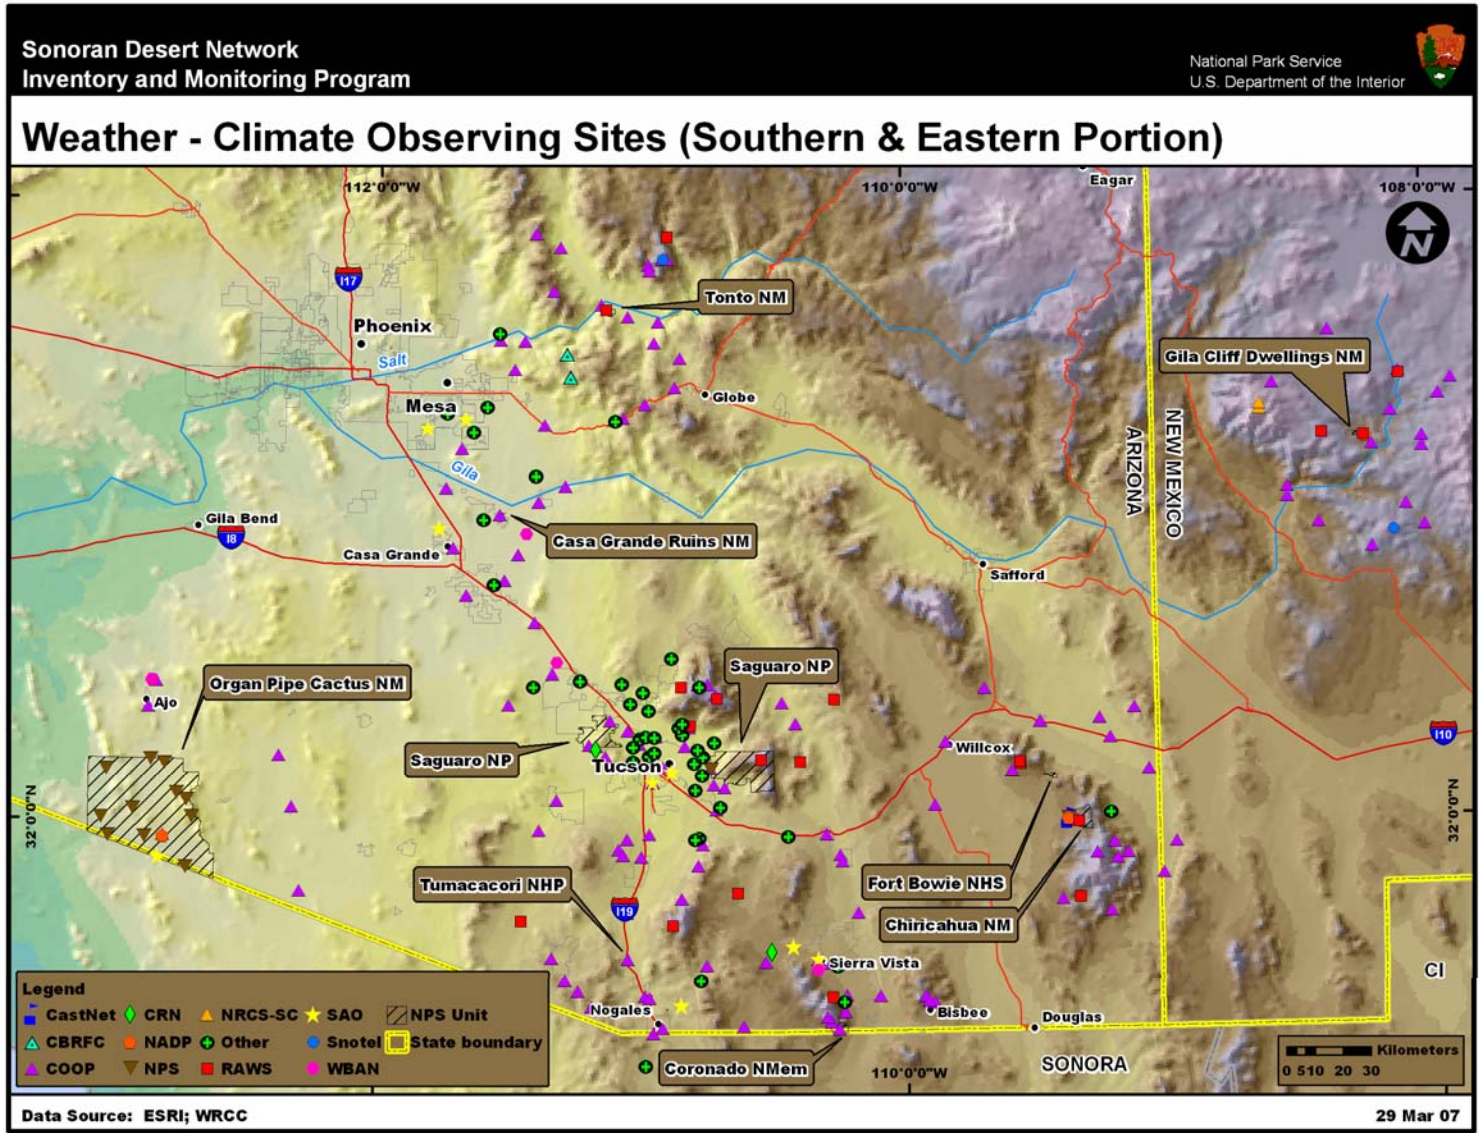 Sonoran Desert Network
Inventory and Monitoring Program
National Park Service
U.S. Department of the Interior
Weather - Climate Observing Sites (Southern & Eastern Portion)
112°0'0"W
110°0'0"W
108°0'0"W
Eagar
N
I17
Tonto NM
Phoenix
Salt
Gila Cliff Dwellings NM
Globe
Mesa
ARIZONA
NEW MEXICO
Gila
Gila Bend
I8
Casa Grande Ruins NM
Casa Grande
Safford
Saguaro NP
Organ Pipe Cactus NM
Ajo
I10
Saguaro NP
Willcox
Tucson
32°0'0"N
32°0'0"N
Tumacacori NHP
Fort Bowie NHS
I19
Chiricahua NM
Sierra Vista
CI
Nogales
Bisbee
Douglas
SONORA
Coronado NMem
110°0'0"W
Legend
CastNet CRN NRCS-SC SAO NPS Unit
CBRFC NADP Other Snotel State boundary
COOP NPS RAWS WBAN
Kilometers
0 5 10 20 30
Data Source: ESRI; WRCC
29 Mar 07